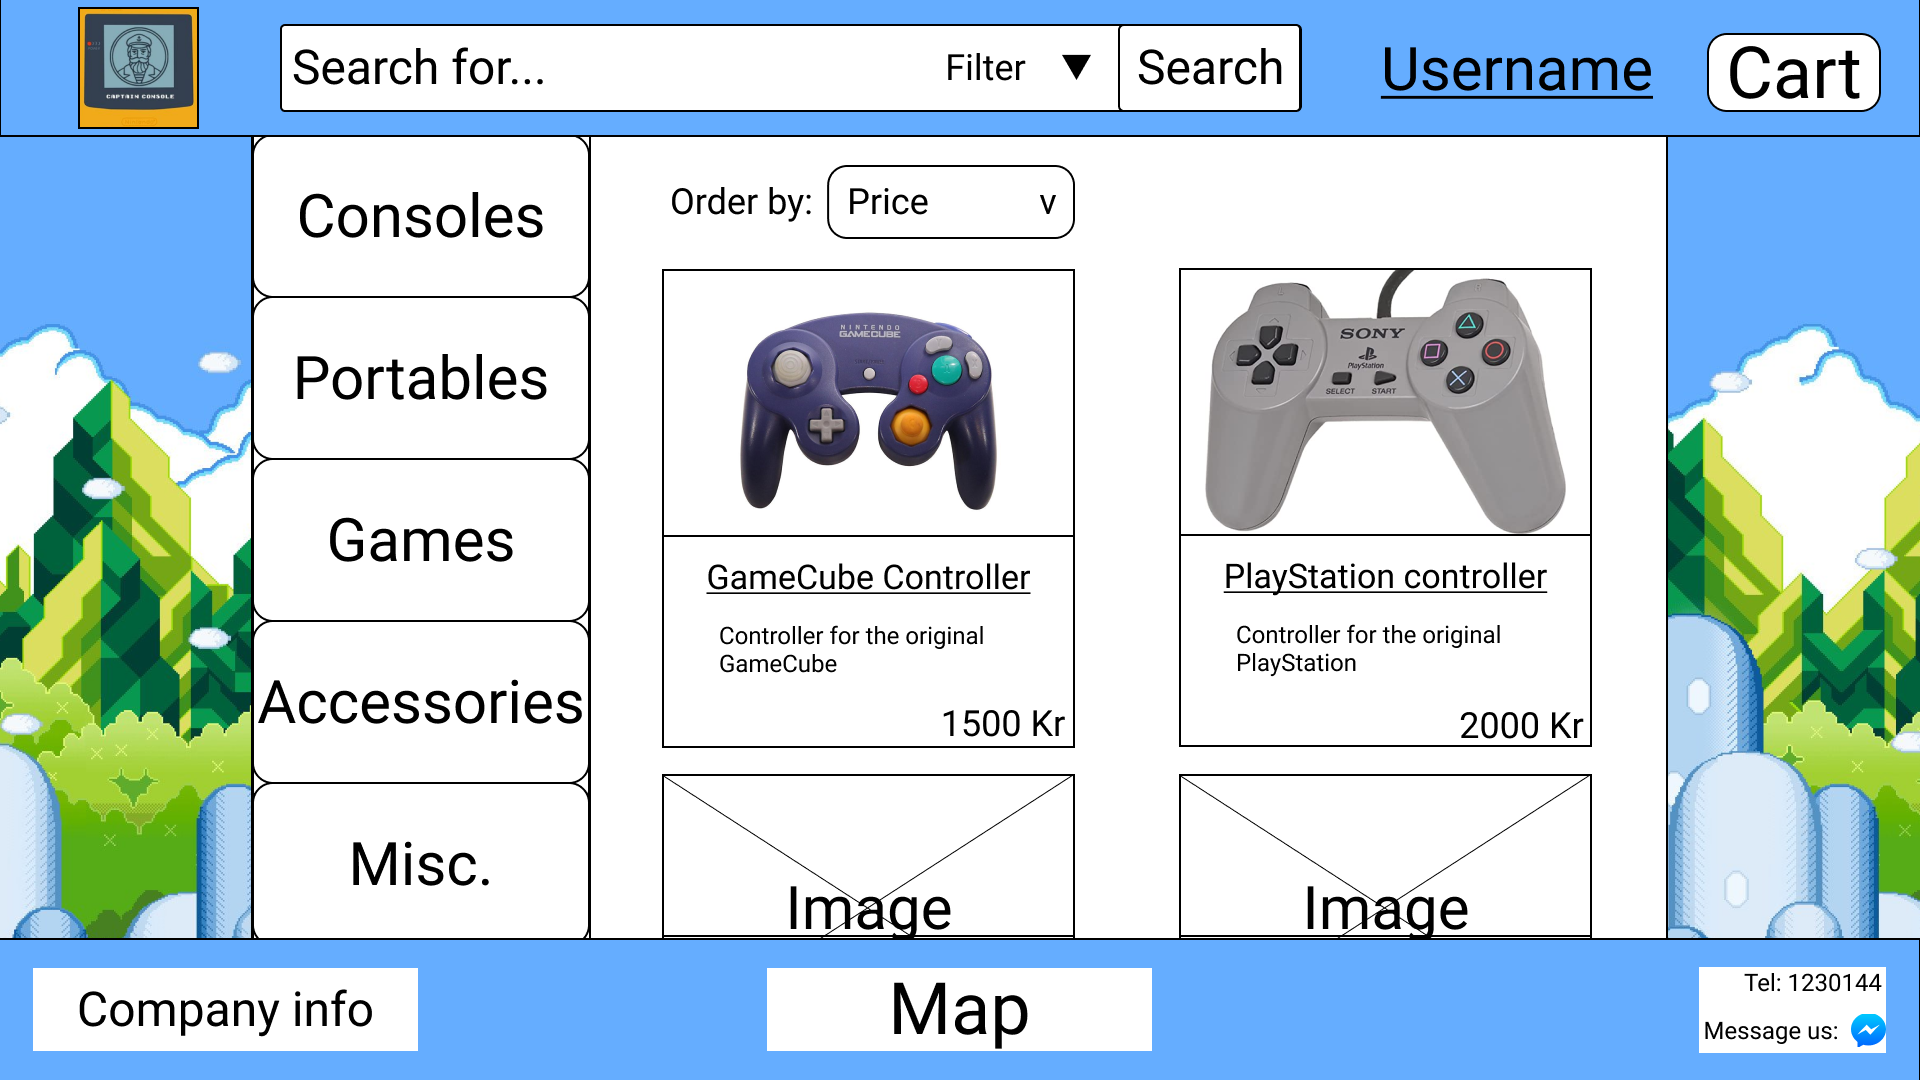 CAPTAIN CONSOLE
Search for...
Filter
Search
Username
Cart
Consoles
Portables
Games
Accessories
Misc.
Order by:
Price
v
NINTENDO
GAMECUBE
SONY
PlayStation
SELECT
START
GameCube Controller
Controller for the original
GameCube
1500 Kr
PlayStation controller
Controller for the original
PlayStation
2000 Kr
Image
Image
Company info
Map
Tel: 1230144
Message us: